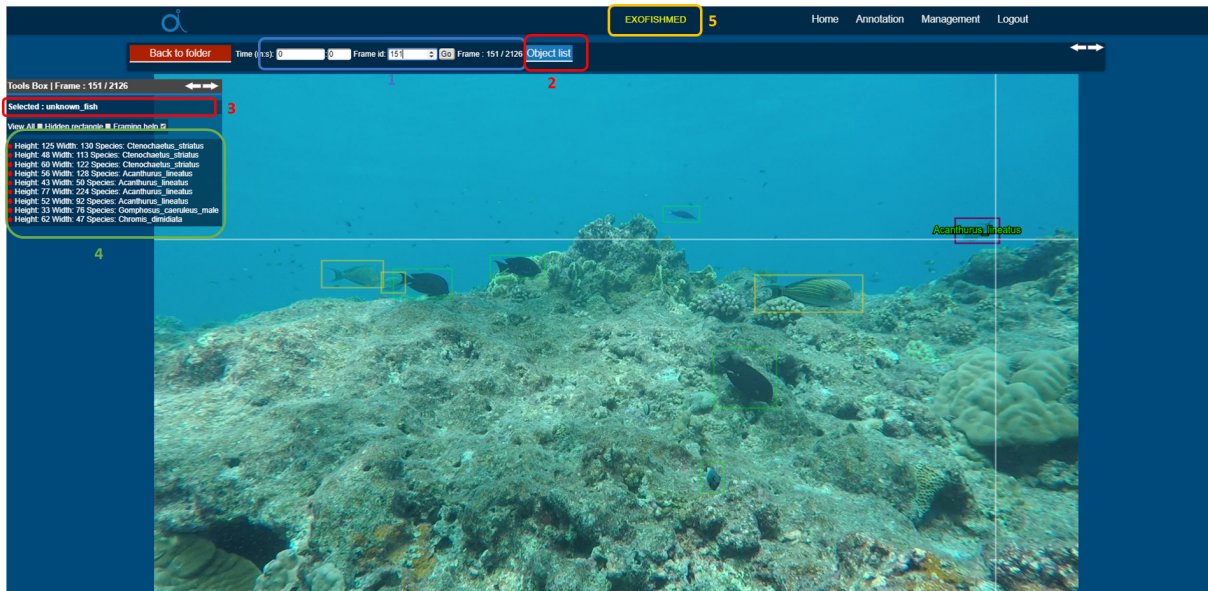 EXOFISHMED 5 Home Annotation Management Logout
Back to folder Time (m:s): 0 : 0 Frame id: 151 Go Frame : 151 / 2126 Object list
1
2
Tools Box | Frame : 151 / 2126
Selected : unknown_fish 3
View All Hidden rectangle Framing help
Height: 125 Width: 130 Species: Ctenochaetus_striatus
Height: 48 Width: 113 Species: Ctenochaetus_striatus
Height: 60 Width: 122 Species: Ctenochaetus_striatus
Height: 56 Width: 128 Species: Acanthurus_lineatus
Height: 43 Width: 50 Species: Acanthurus_lineatus
Height: 77 Width: 224 Species: Acanthurus_lineatus
Height: 52 Width: 92 Species: Acanthurus_lineatus
Height: 33 Width: 76 Species: Gomphosus_caeruleus_male
Height: 62 Width: 47 Species: Chromis_dimidiata
4
Acanthurus_lineatus